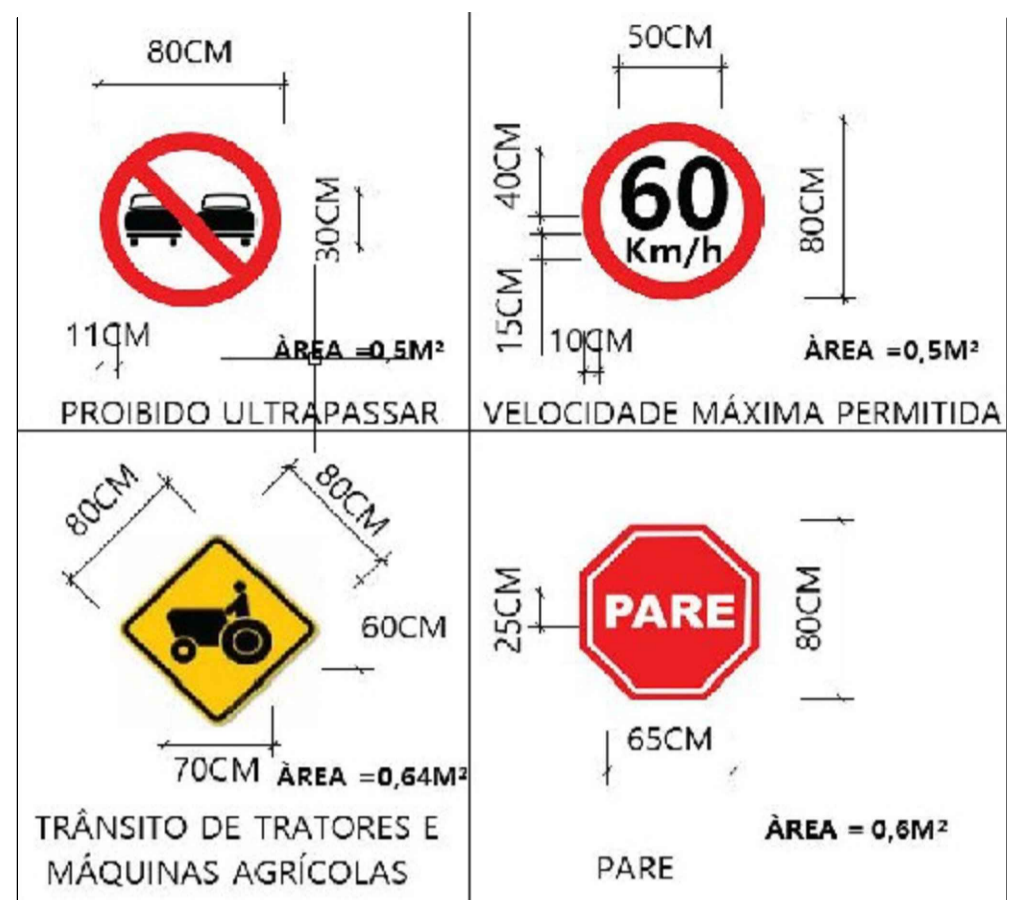 80CM
30CM
11CM
ÀREA =0,5M²
PROIBIDO ULTRAPASSAR
50CM
40CM
60
Km/h
80CM
15CM
10CM
ÀREA =0,5M²
VELOCIDADE MÁXIMA PERMITIDA
80CM
80CM
60CM
70CM
ÀREA =0,64M²
TRÂNSITO DE TRATORES E
MÁQUINAS AGRÍCOLAS
25CM
PARE
80CM
65CM
ÀREA = 0,6M²
PARE